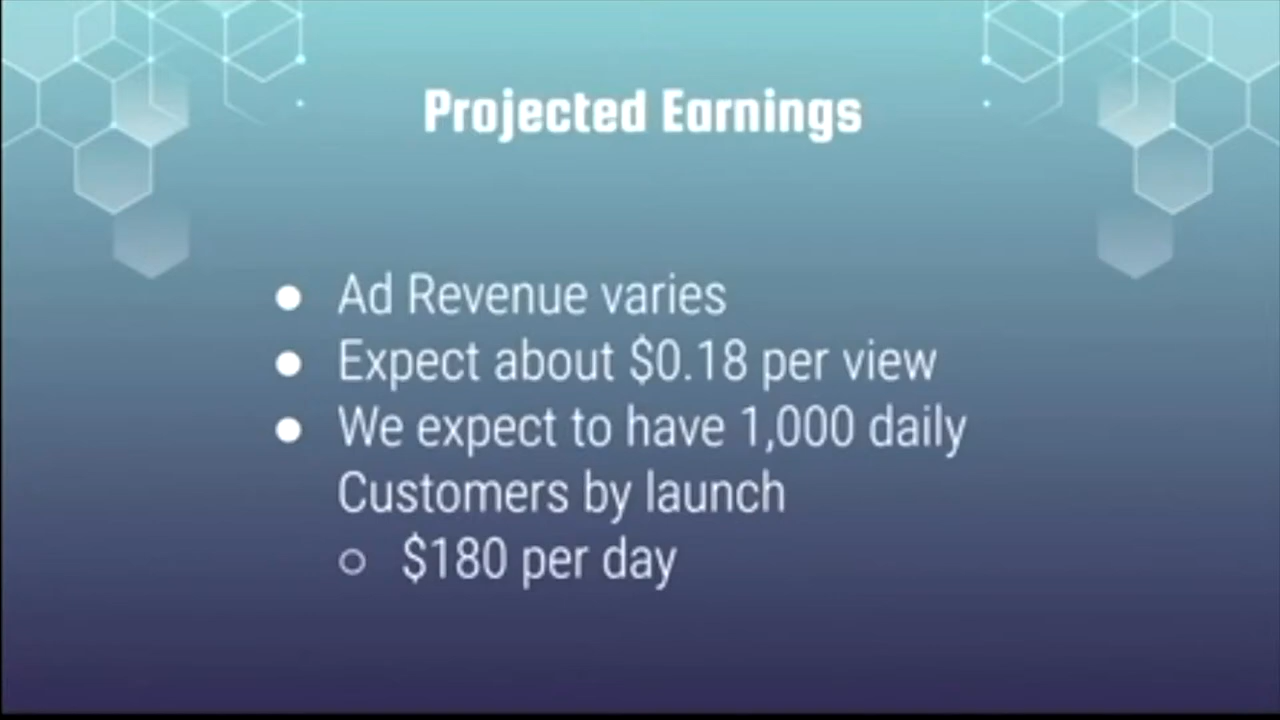 Projected Earnings
● Ad Revenue varies
● Expect about $0.18 per view
● We expect to have 1,000 daily
Customers by launch
○ $180 per day